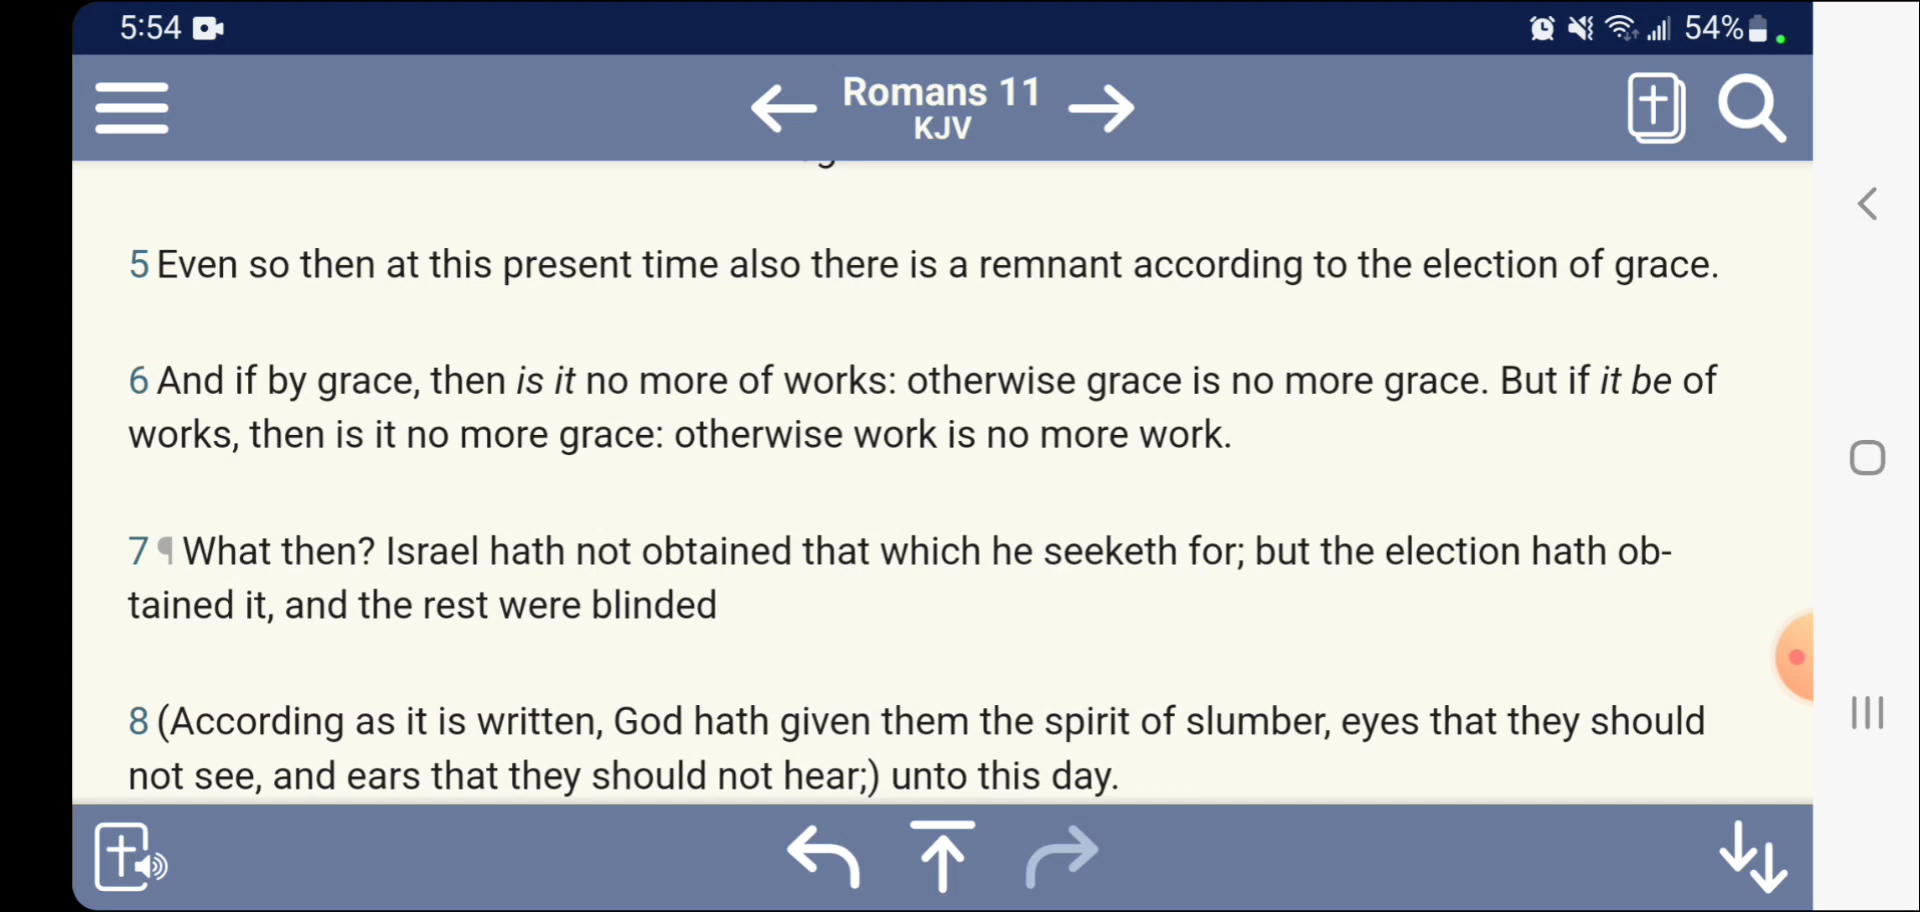 5:54
54%
Romans 11
KJV
5 Even so then at this present time also there is a remnant according to the election of grace.
6 And if by grace, then is it no more of works: otherwise grace is no more grace. But if it be of
works, then is it no more grace: otherwise work is no more work.
7 ¶ What then? Israel hath not obtained that which he seeketh for; but the election hath ob-
tained it, and the rest were blinded
8 (According as it is written, God hath given them the spirit of slumber, eyes that they should
not see, and ears that they should not hear;) unto this day.